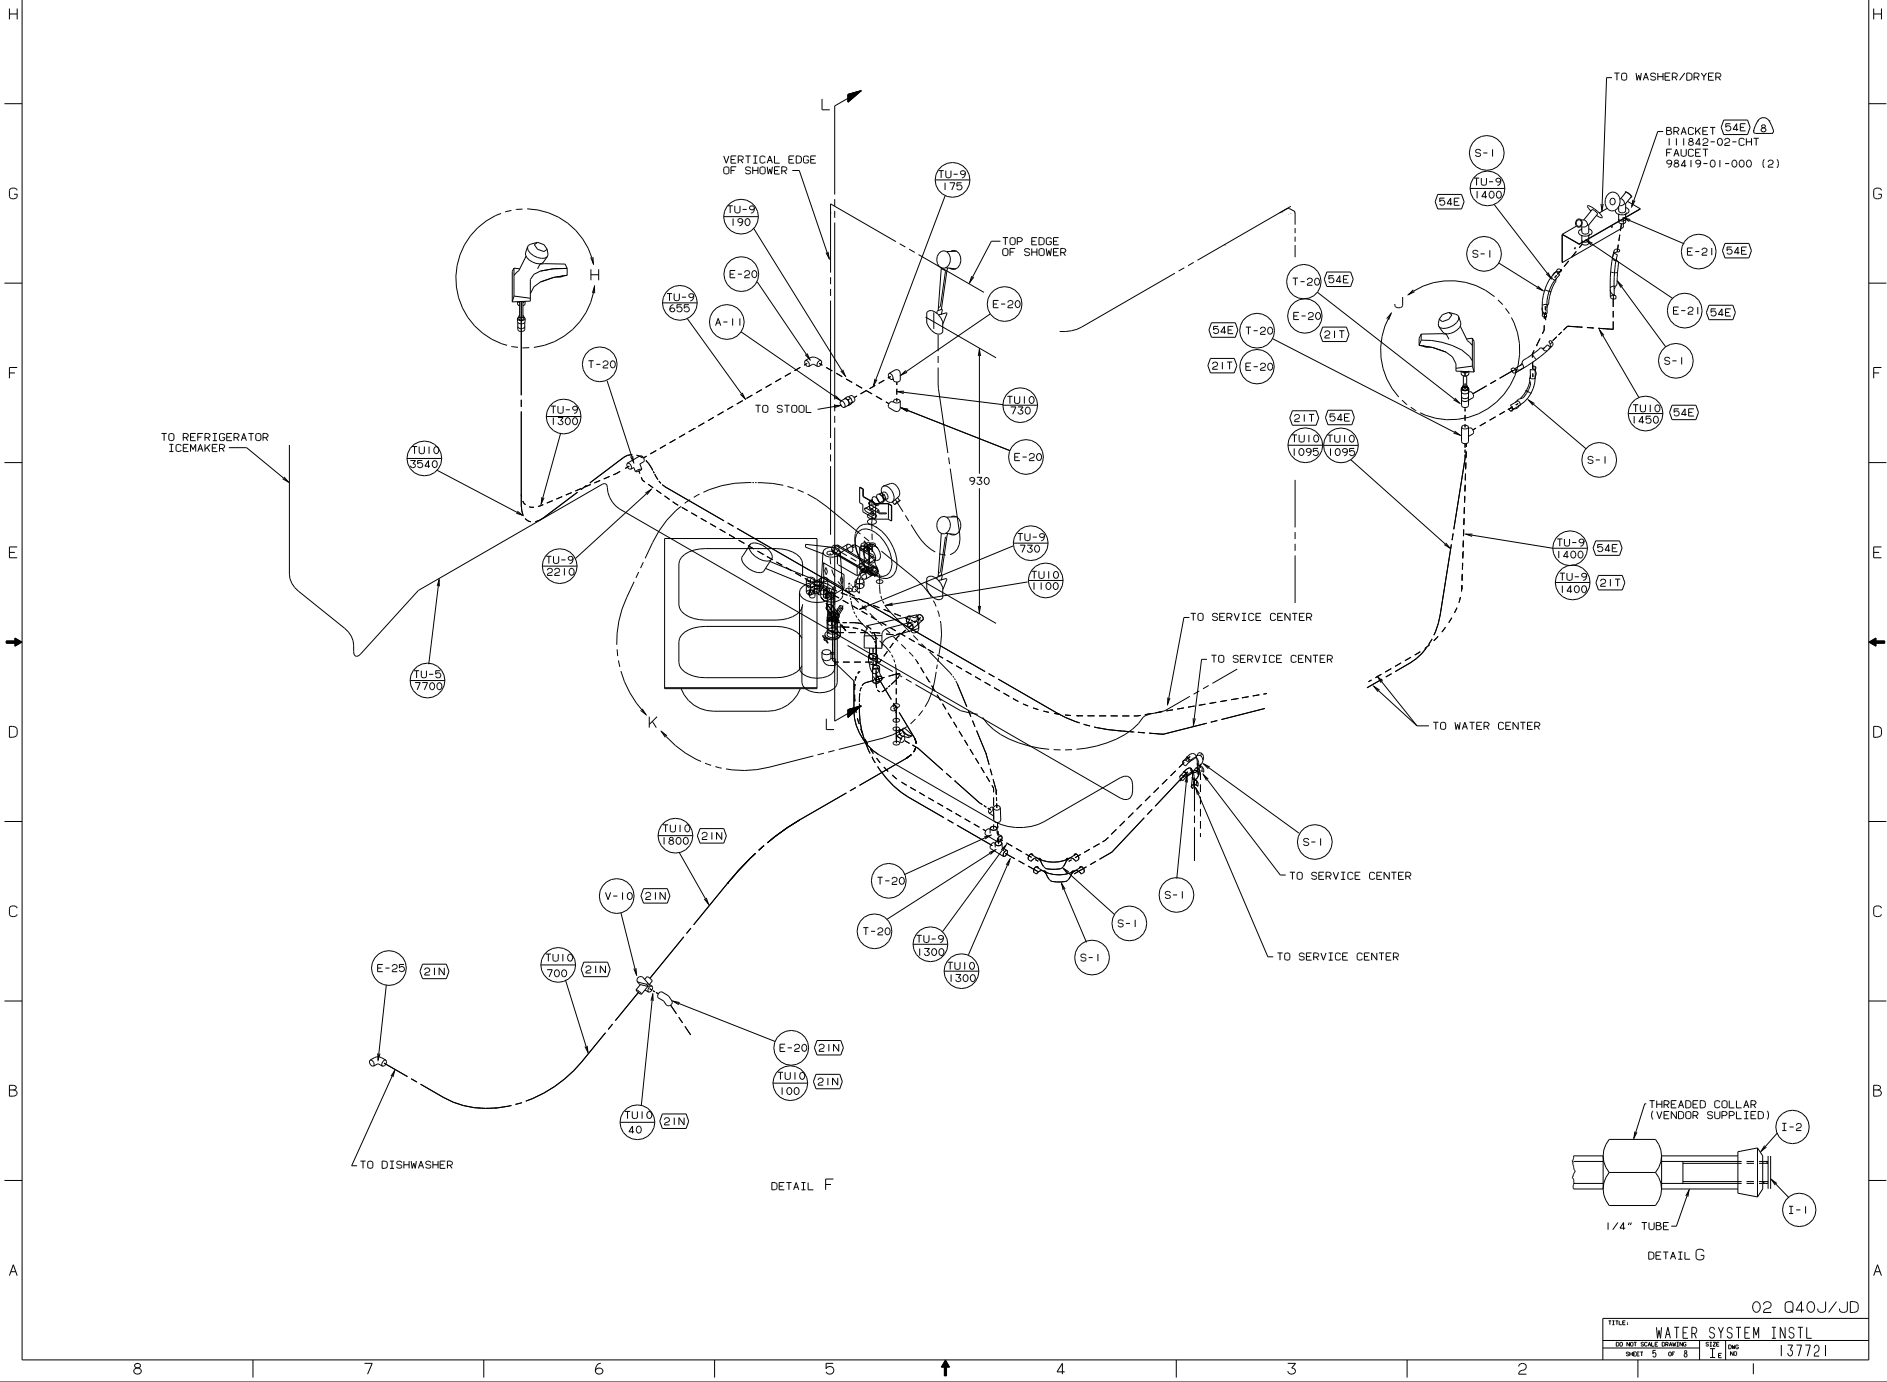 H
H
TO WASHER/DRYER
L
BRACKET 54E 8
111842-02-CHT
FAUCET
98419-01-000 (2)
VERTICAL EDGE
OF SHOWER
S-1
TU-9
175
TU-9
1400
54E
G
G
TU-9
190
TOP EDGE
OF SHOWER
E-21 54E
S-1
H
E-20
T-20 54E
TU-9
655
E-20
J
E-21 54E
A-11
E-20
21T
54E T-20
T-20
S-1
21T E-20
F
F
TO STOOL
TU10
730
TU-9
1300
TU10
1450
54E
21T 54E
TO REFRIGERATOR
ICEMAKER
TU10
3540
TU10
1095
TU10
1095
E-20
S-1
930
TU-9
730
TU-9
1400
54E
E
E
TU-9
2210
TU10
1100
TU-9
1400
21T
TO SERVICE CENTER
TO SERVICE CENTER
TU-5
7700
K
L
TO WATER CENTER
D
D
TU10
1800
21N
S-1
TO SERVICE CENTER
T-20
V-10 21N
S-1
C
C
S-1
T-20
TU-9
1300
S-1
TO SERVICE CENTER
E-25 21N
TU10
700
21N
TU10
1300
E-20 21N
TU10
100
21N
B
B
TU10
40
21N
THREADED COLLAR
(VENDOR SUPPLIED)
I-2
TO DISHWASHER
DETAIL F
I-1
1/4" TUBE
DETAIL G
A
A
02 Q40J/JD
TITLE:
WATER SYSTEM INSTL
DO NOT SCALE DRAWING
SHEET 5 OF 8
SIZE
IE
DWG
NO
137721
8 7 6 5 4 3 2 1